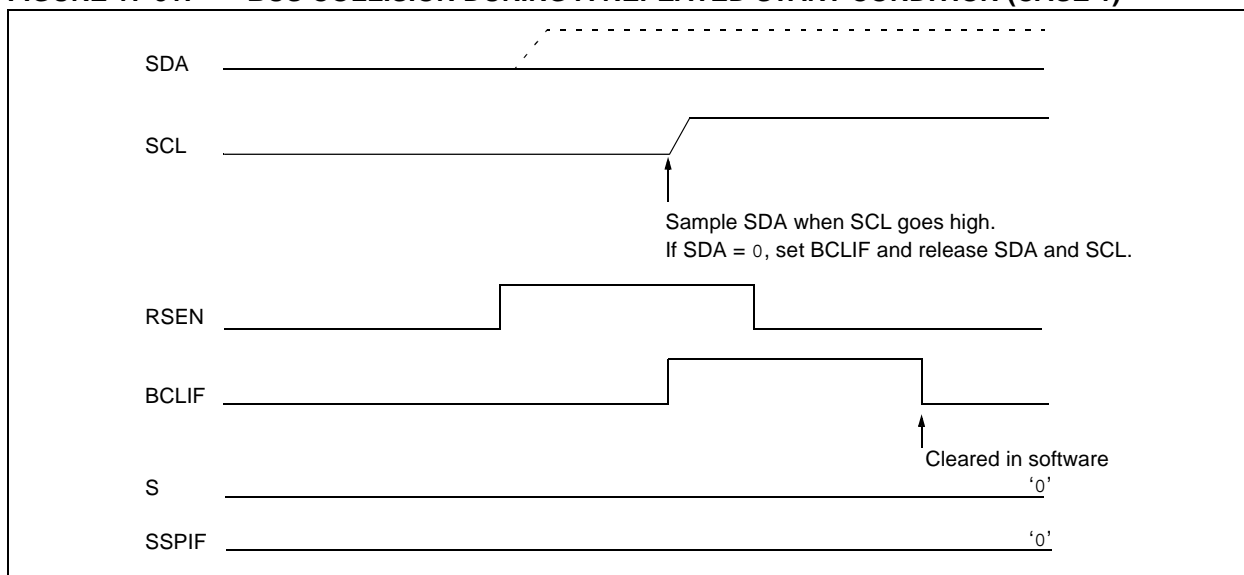 SDA
SCL
Sample SDA when SCL goes high.
If SDA = 0, set BCLIF and release SDA and SCL.
RSEN
BCLIF
Cleared in software
S
‘0’
SSPIF
‘0’